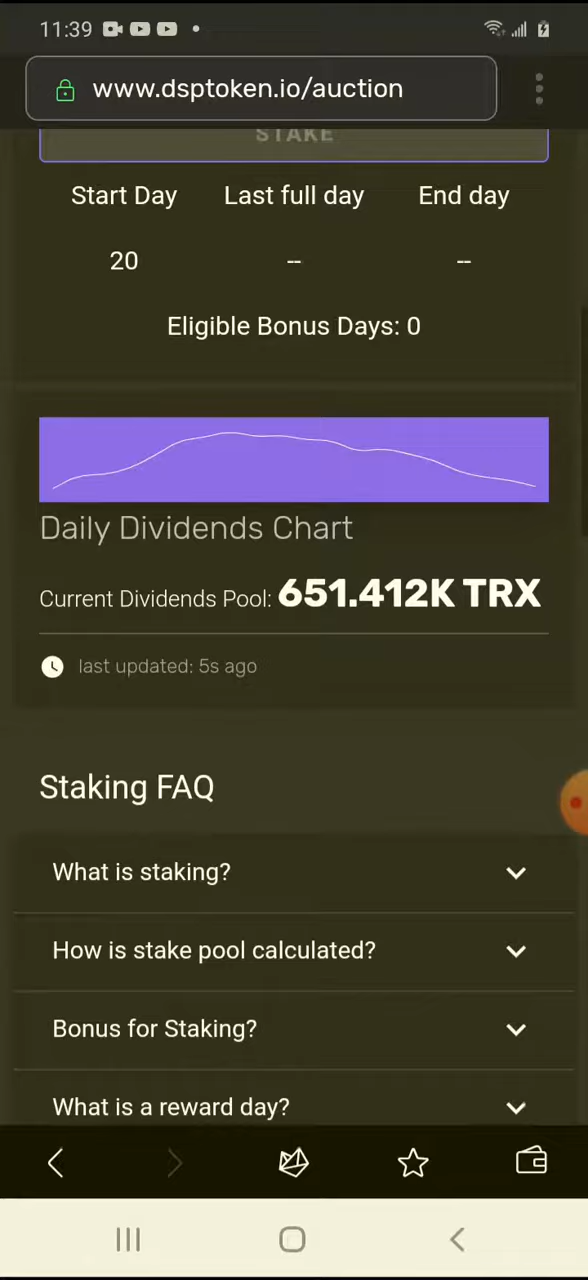 11:39
www.dsptoken.io/auction
STAKE
Start Day Last full day End day
20 -- --
Eligible Bonus Days: 0
Daily Dividends Chart
Current Dividends Pool: 651.412K TRX
last updated: 5s ago
Staking FAQ
What is staking?
How is stake pool calculated?
Bonus for Staking?
What is a reward day?